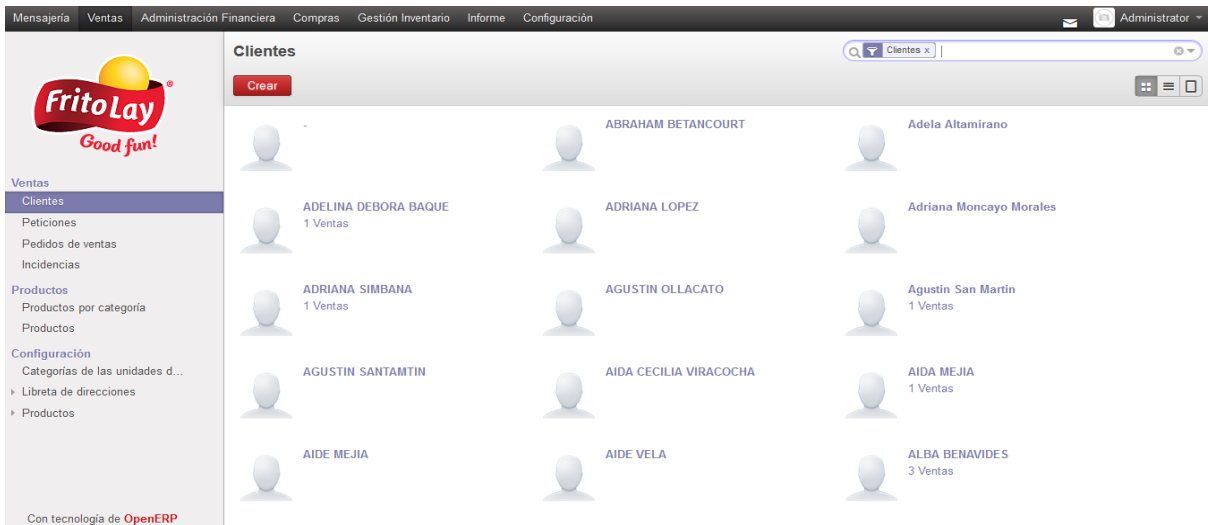 Mensajería Ventas Administración Financiera Compras Gestión Inventario Informe Configuraciòn Administrator
FritoLay ®
Good fun!
Ventas
Clientes
Peticiones
Pedidos de ventas
Incidencias
Productos
Productos por categoría
Productos
Configuración
Categorías de las unidades d...
Libreta de direcciones
Productos
Con tecnología de OpenERP
Clientes
Clientes x
Crear
-
ABRAHAM BETANCOURT
Adela Altamirano
ADELINA DEBORA BAQUE
1 Ventas
ADRIANA LOPEZ
Adriana Moncayo Morales
ADRIANA SIMBANA
1 Ventas
AGUSTIN OLLACATO
Agustin San Martin
1 Ventas
AGUSTIN SANTAMTIN
AIDA CECILIA VIRACOCHA
AIDA MEJIA
1 Ventas
AIDE MEJIA
AIDE VELA
ALBA BENAVIDES
3 Ventas